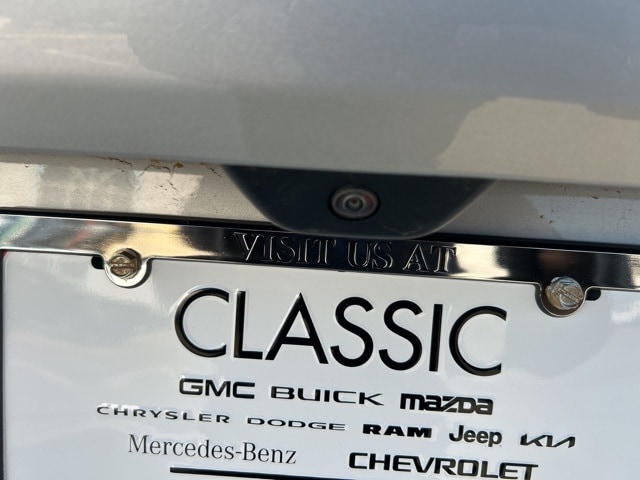 VISIT US AT
CLASSIC
GMC BUICK mazda
CHRYSLER DODGE RAM Jeep KIA
Mercedes-Benz CHEVROLET